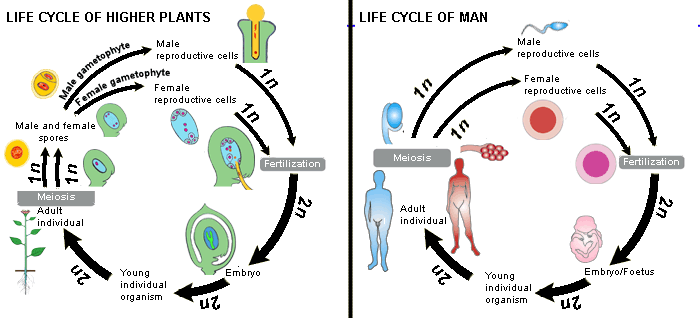 LIFE CYCLE OF HIGHER PLANTS
Male
reproductive cells
Male gametophyte
Female gametophyte
Female
reproductive cells
1n
1n
Male and female
spores
1n
1n
Fertilization
Meiosis
Adult
individual
2n
2n
Embryo
Young
individual
organism
2n
LIFE CYCLE OF MAN
Male
reproductive cells
1n
1n
Female
reproductive cells
1n
1n
Meiosis
Fertilization
Adult
individual
2n
2n
Embryo/Foetus
Young
individual
organism
2n